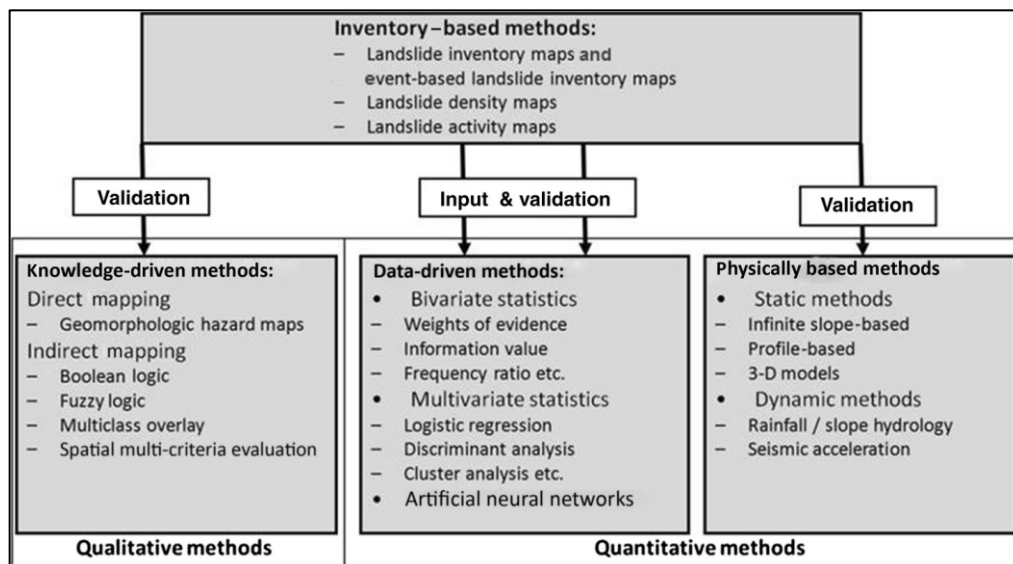 Inventory–based methods:
– Landslide inventory maps and
event-based landslide inventory maps
– Landslide density maps
– Landslide activity maps
Validation
Input & validation
Validation
Knowledge-driven methods:
Direct mapping
– Geomorphologic hazard maps
Indirect mapping
– Boolean logic
– Fuzzy logic
– Multiclass overlay
– Spatial multi-criteria evaluation
Qualitative methods
Data-driven methods:
• Bivariate statistics
– Weights of evidence
– Information value
– Frequency ratio etc.
• Multivariate statistics
– Logistic regression
– Discriminant analysis
– Cluster analysis etc.
• Artificial neural networks
Physically based methods
• Static methods
– Infinite slope-based
– Profile-based
– 3-D models
• Dynamic methods
– Rainfall / slope hydrology
– Seismic acceleration
Quantitative methods